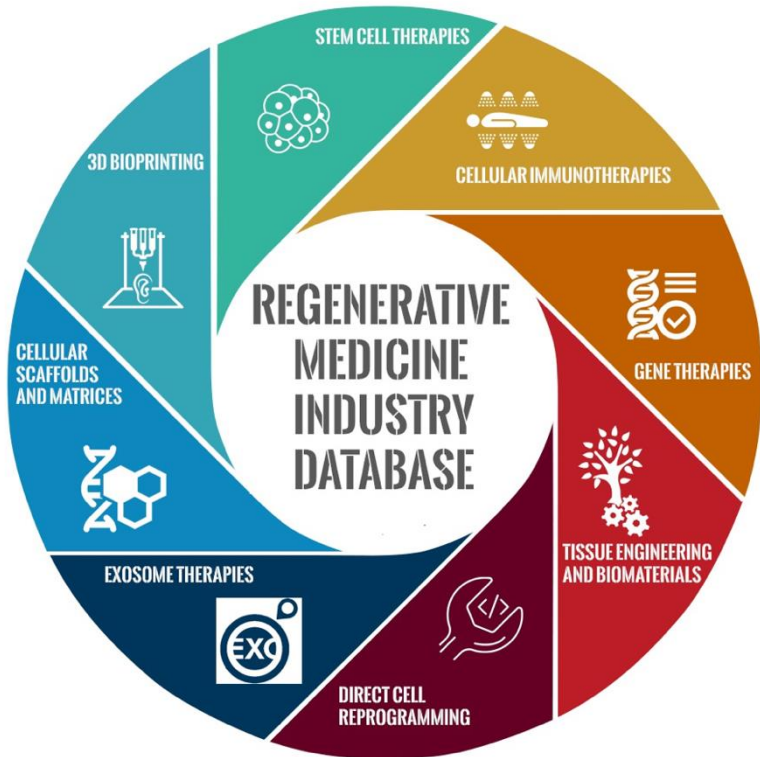 STEM CELL THERAPIES
CELLULAR IMMUNOTHERAPIES
GENE THERAPIES
TISSUE ENGINEERING
AND BIOMATERIALS
DIRECT CELL
REPROGRAMMING
EXOSOME THERAPIES
EXO
CELLULAR
SCAFFOLDS
AND MATRICES
3D BIOPRINTING
REGENERATIVE
MEDICINE
INDUSTRY
DATABASE